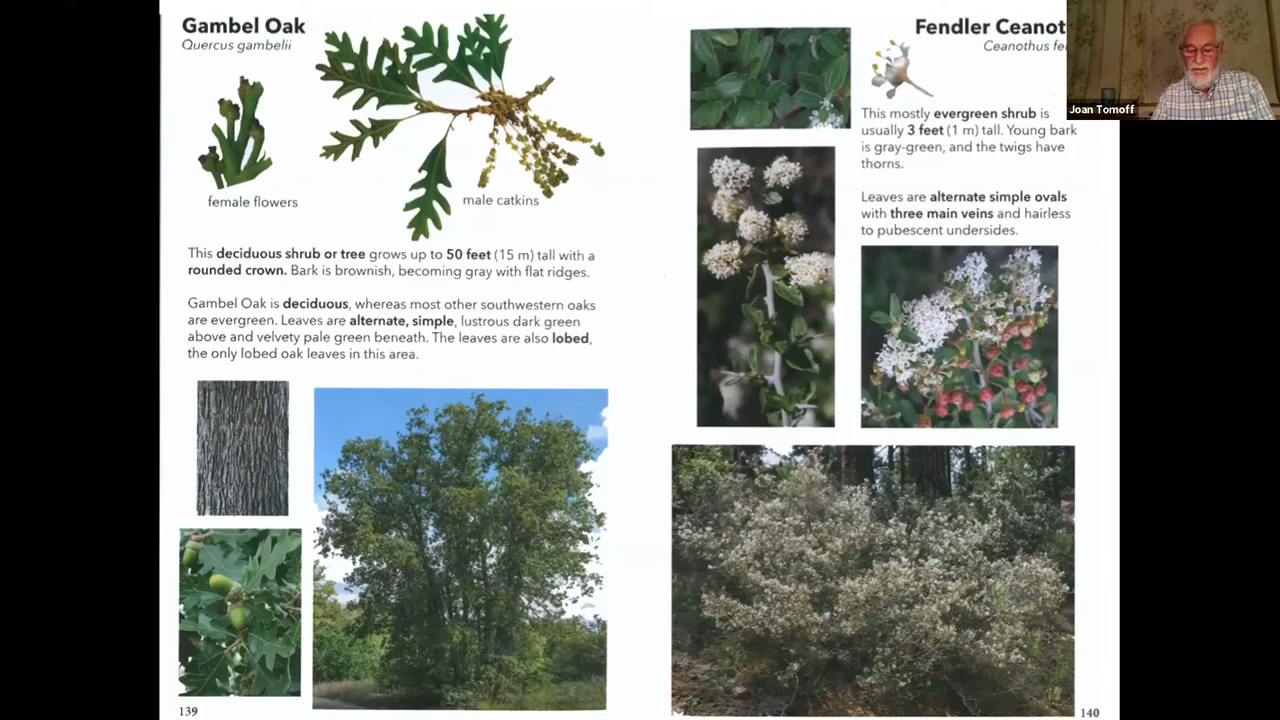 Gambel Oak
Quercus gambelii
female flowers
male catkins
This deciduous shrub or tree grows up to 50 feet (15 m) tall with a
rounded crown. Bark is brownish, becoming gray with flat ridges.
Gambel Oak is deciduous, whereas most other southwestern oaks
are evergreen. Leaves are alternate, simple, lustrous dark green
above and velvety pale green beneath. The leaves are also lobed,
the only lobed oak leaves in this area.
139
Fendler Ceanot
Ceanothus fe
This mostly evergreen shrub is
usually 3 feet (1 m) tall. Young bark
is gray-green, and the twigs have
thorns.
Leaves are alternate simple ovals
with three main veins and hairless
to pubescent undersides.
140
Joan Tomoff